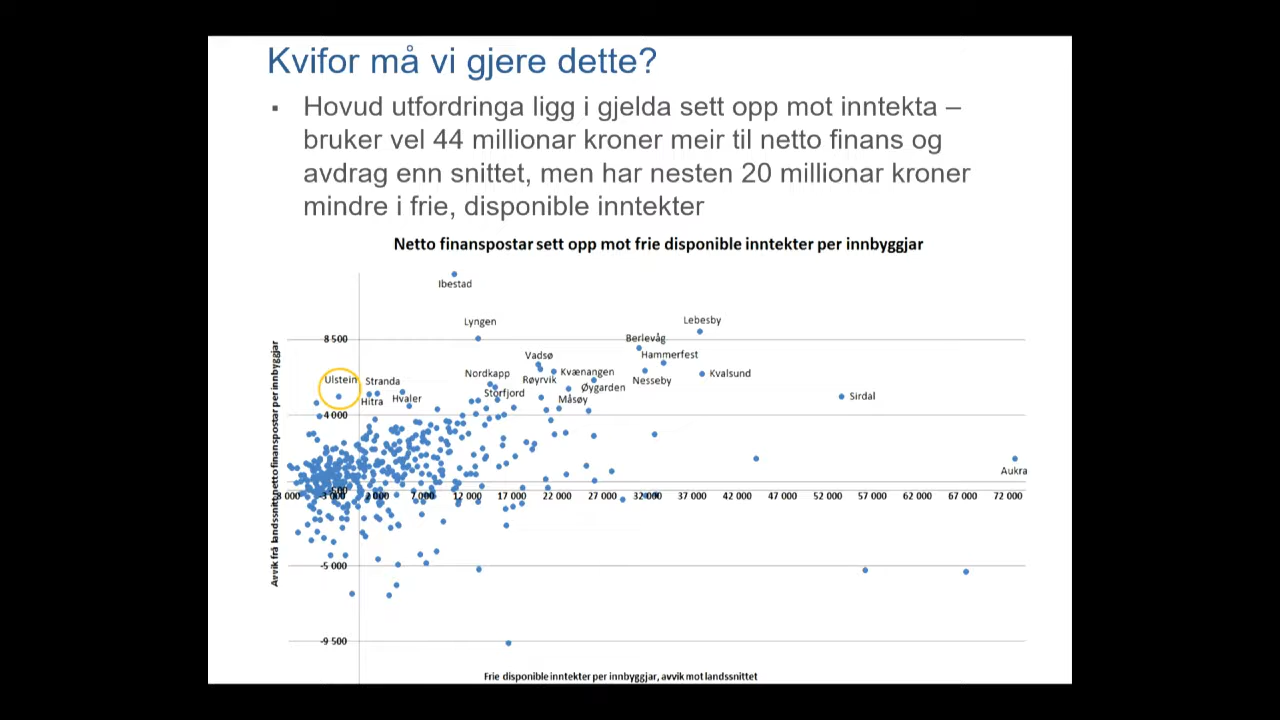 Kvifor må vi gjere dette?
▪ Hovud utfordringa ligg i gjelda sett opp mot inntekta –
bruker vel 44 millionar kroner meir til netto finans og
avdrag enn snittet, men har nesten 20 millionar kroner
mindre i frie, disponible inntekter
Netto finanspostar sett opp mot frie disponible inntekter per innbyggjar
Ibestad
Lyngen
Lebesby
8 500
Berlevåg
Vadsø
Hammerfest
Nordkapp
Røyrvik
Kvænangen
Nesseby
Kvalsund
Ulstein
Stranda
Storfjord
Øygarden
Hitra
Hvaler
Måsøy
Sirdal
4 000
Aukra
-3 000
2 000
7 000
12 000
17 000
22 000
27 000
32 000
37 000
42 000
47 000
52 000
57 000
62 000
67 000
72 000
-5 000
-9 500
Avvik frå landssnitt, netto finanspostar per innbyggjar
Frie disponible inntekter per innbyggjar, avvik mot landssnittet